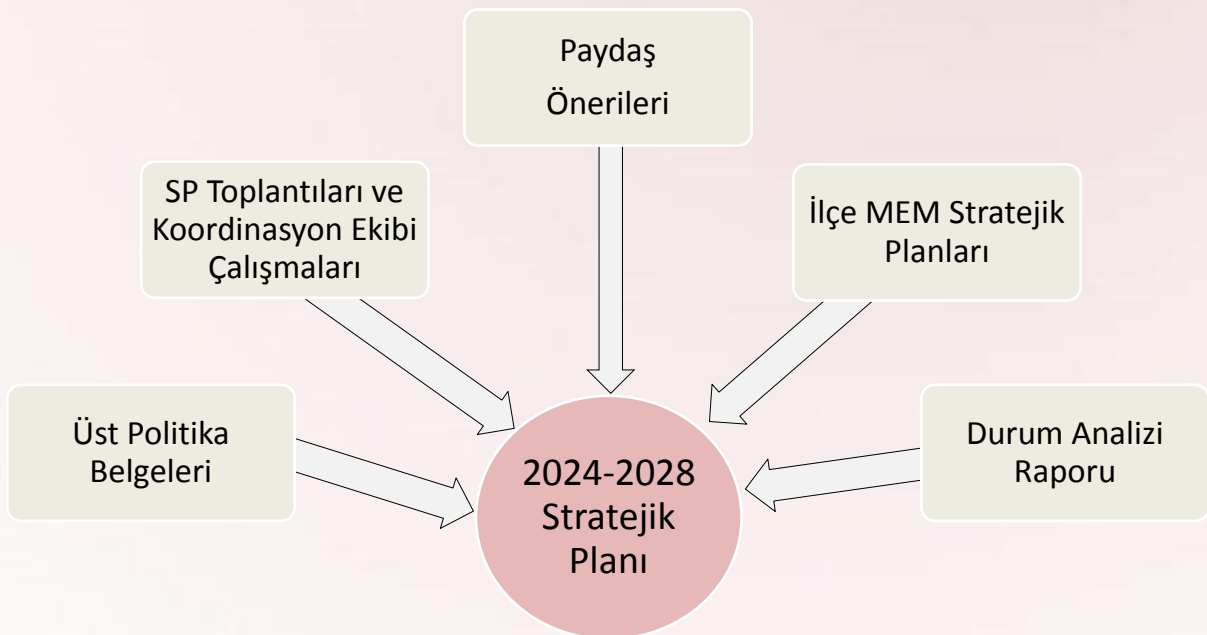 Paydaş
Önerileri
SP Toplantıları ve
Koordinasyon Ekibi
Çalışmaları
İlçe MEM Stratejik
Planları
Üst Politika
Belgeleri
2024-2028
Stratejik
Planı
Durum Analizi
Raporu